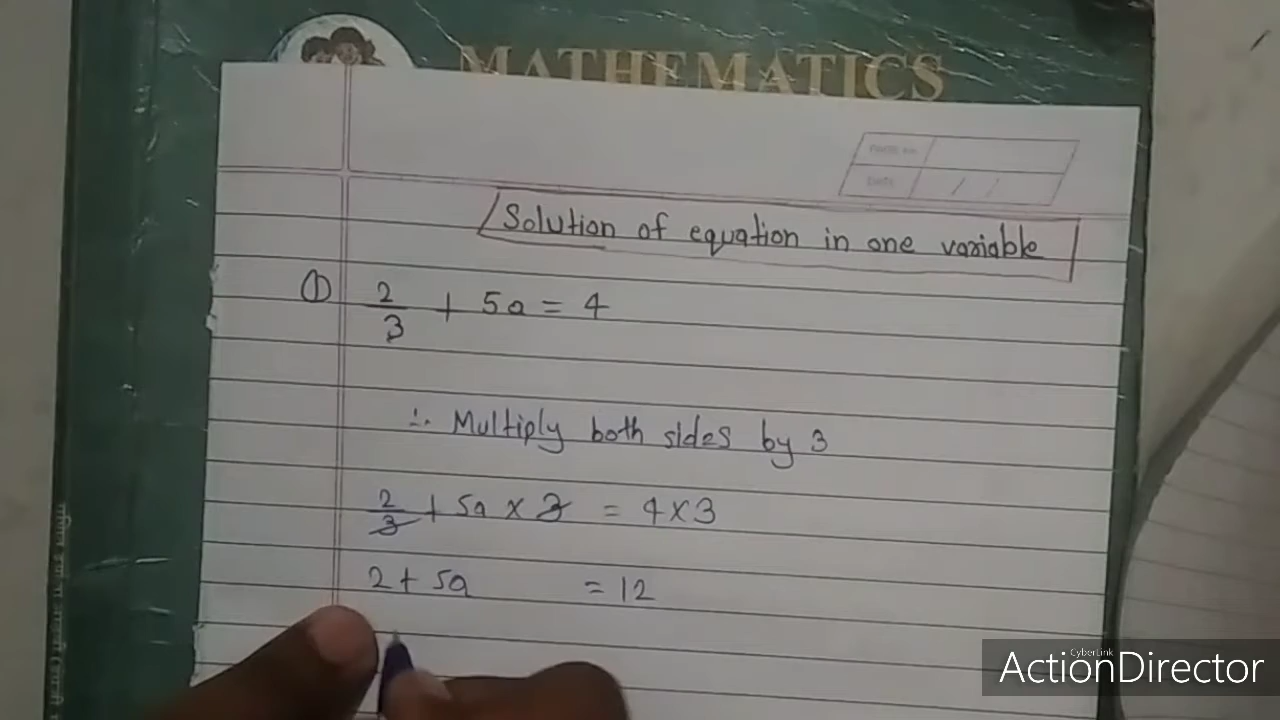 MATHEMATICS
DATE / /
Solution of equation in one variable
① 2/3 + 5a = 4
∴ Multiply both sides by 3
2/3 + 5a × 3 = 4 × 3
2 + 5a = 12
CyberLink
ActionDirector